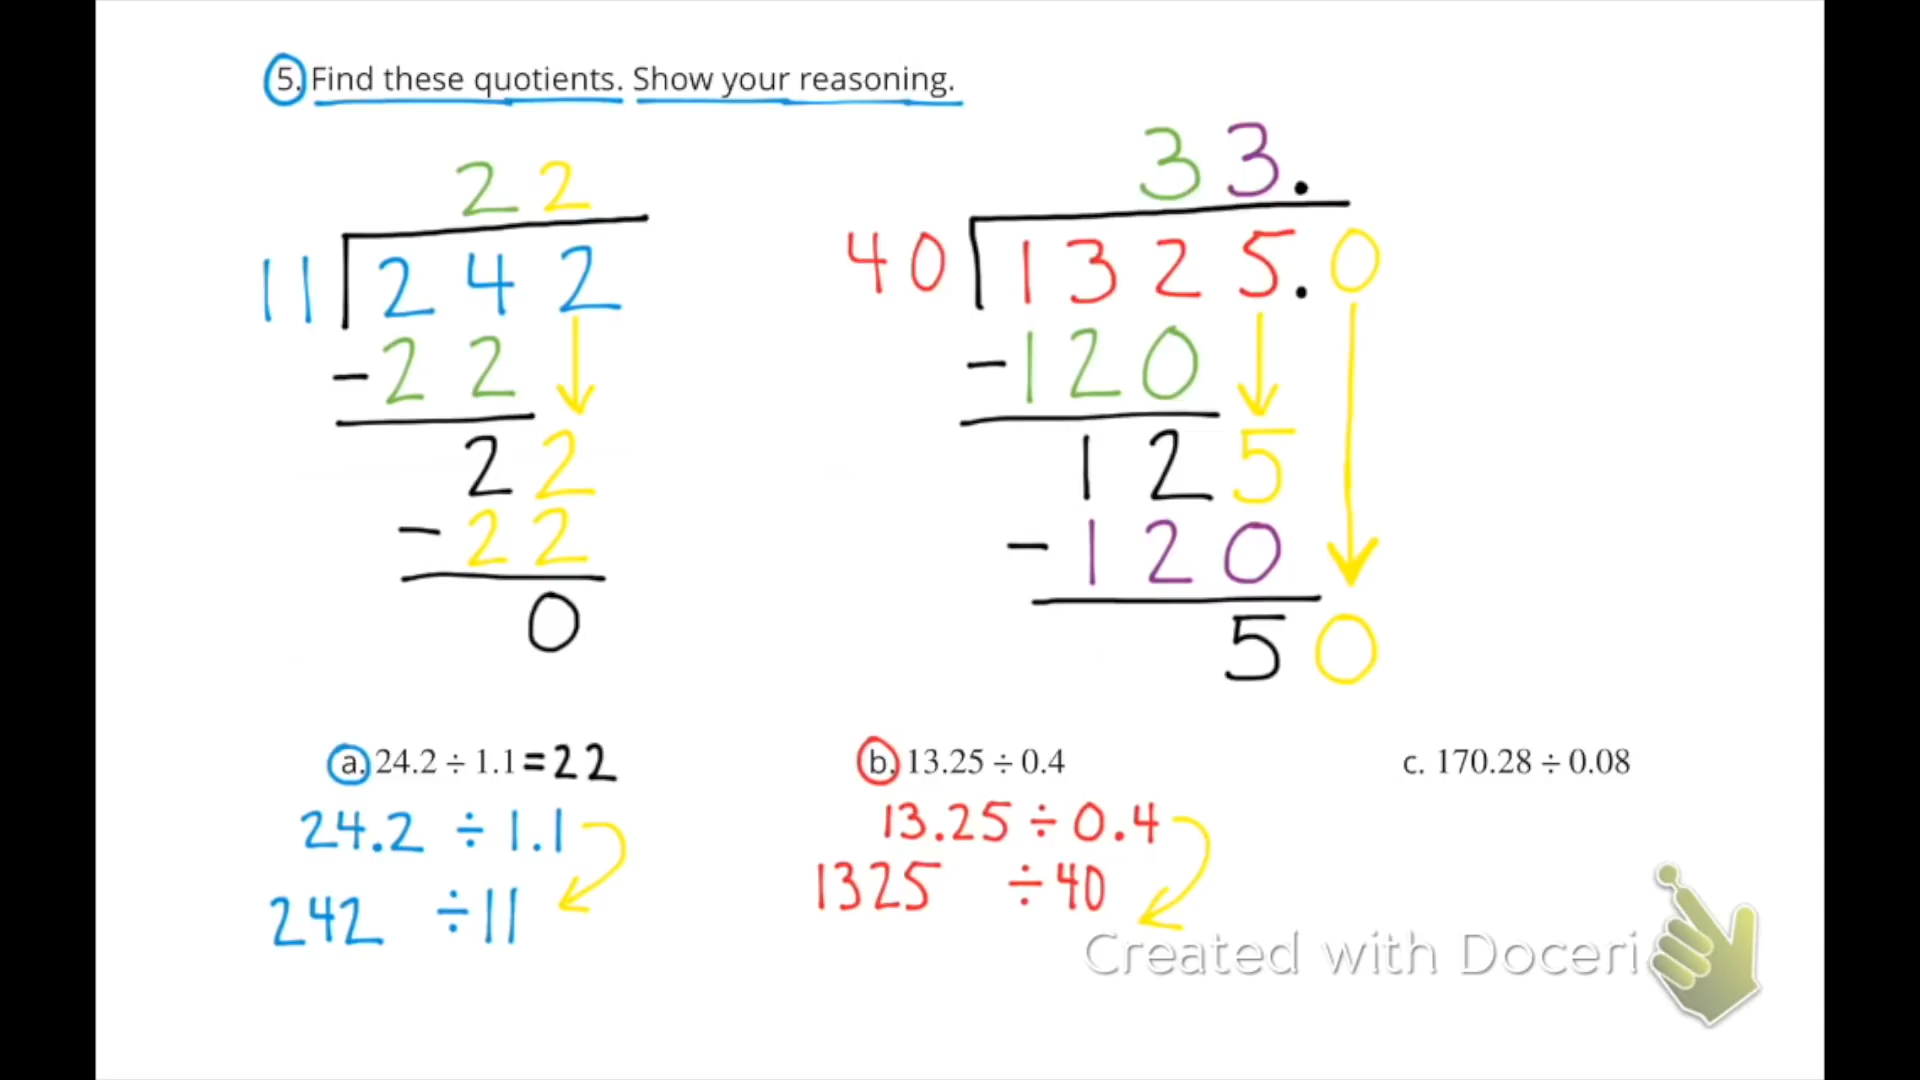 5. Find these quotients. Show your reasoning.
22
11 242
-22
22
-22
0
33.
40 1325.0
-120
125
-120
50
a. 24.2 ÷ 1.1 = 22
24.2 ÷ 1.1
242 ÷ 11
b. 13.25 ÷ 0.4
13.25 ÷ 0.4
1325 ÷ 40
c. 170.28 ÷ 0.08
Created with Doceri